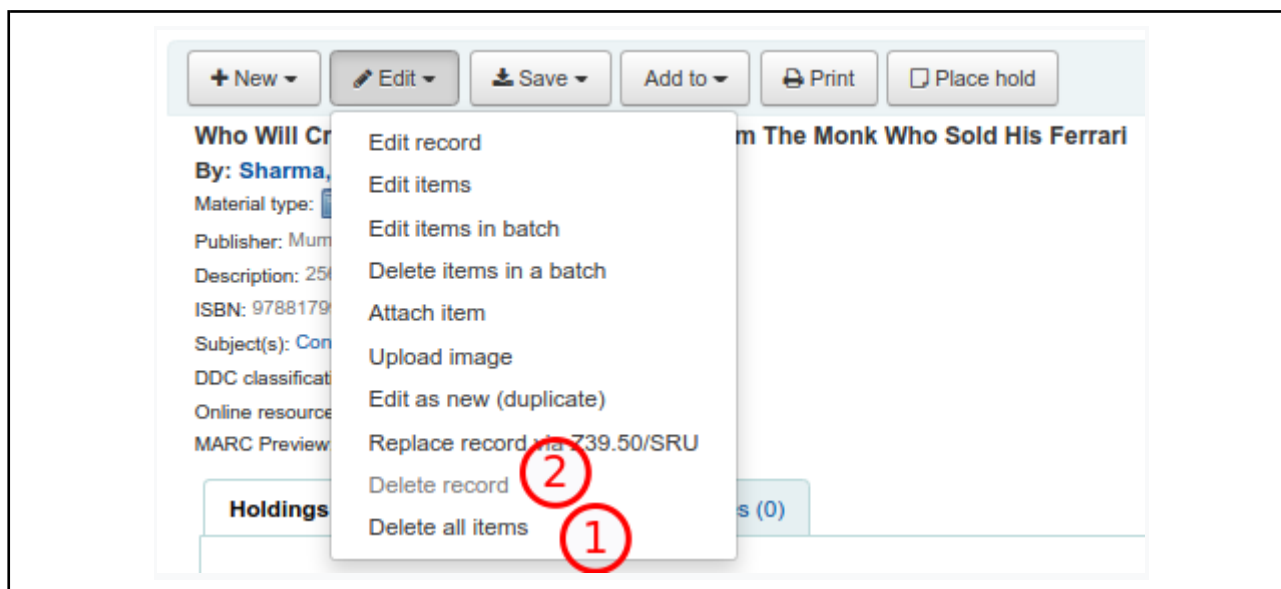 + New Edit Save Add to Print Place hold
Who Will Cr m The Monk Who Sold His Ferrari
Edit record
By: Sharma,
Edit items
Material type:
Edit items in batch
Publisher: Mum
Delete items in a batch
Description: 25
ISBN: 9788179
Attach item
Subject(s): Con
Upload image
DDC classificati
Edit as new (duplicate)
Online resource
MARC Preview
Replace record via Z39.50/SRU
2
Delete record
Holdings s (0)
Delete all items
1